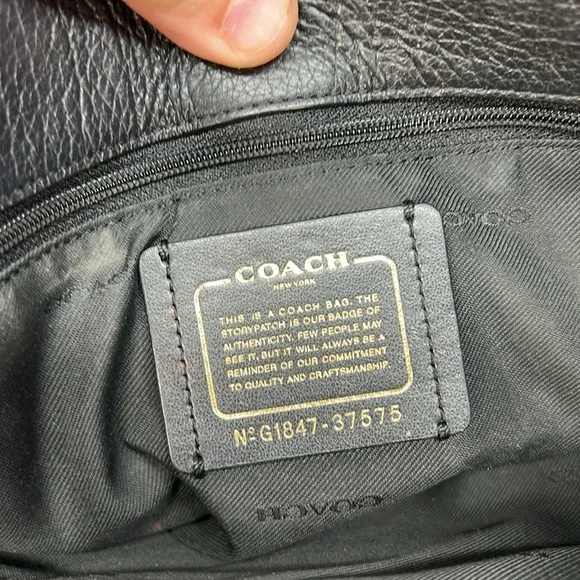 COACH
NEW YORK
THIS IS A COACH BAG. THE
STORYPATCH IS OUR BADGE OF
AUTHENTICITY. FEW PEOPLE MAY
SEE IT, BUT IT WILL ALWAYS BE A
REMINDER OF OUR COMMITMENT
TO QUALITY AND CRAFTSMANSHIP.
Nº G1847-37575
COACH
COACH